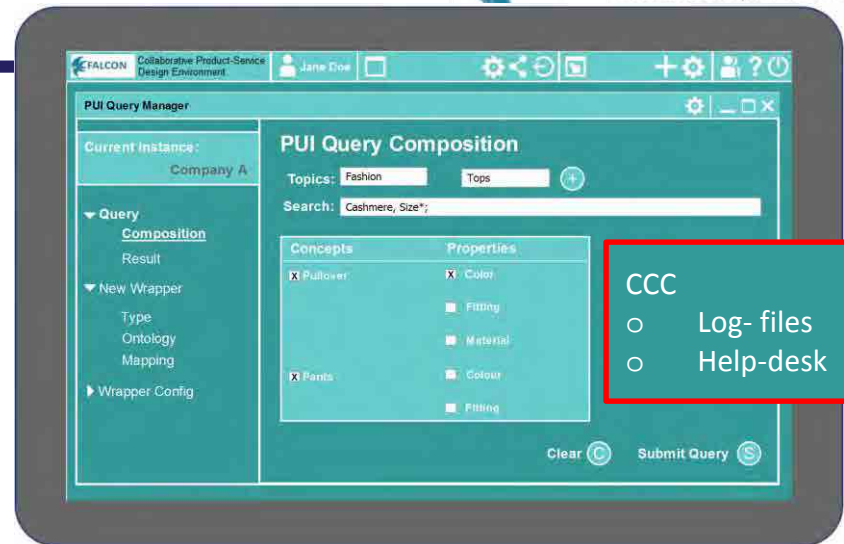 FALCON
Collaborative Product-Service
Design Environment
Jane Doe
?
PUI Query Manager
Current Instance:
Company A
Query
Composition
Result
New Wrapper
Type
Ontology
Mapping
Wrapper Config
PUI Query Composition
Topics: Fashion Tops +
Search: Cashmere, Size*;
Concepts Properties
X Pullover X Color
Fitting
Material
X Pants Colour
Fitting
Clear C Submit Query S
CCC
o Log- files
o Help-desk